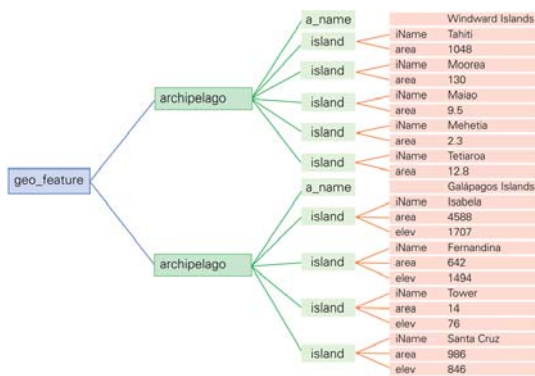 geo_feature
archipelago
a_name Windward Islands
island iName Tahiti
area 1048
island iName Moorea
area 130
island iName Maiao
area 9.5
island iName Mehetia
area 2.3
island iName Tetiaroa
area 12.8
archipelago
a_name Galápagos Islands
island iName Isabela
area 4588
elev 1707
island iName Fernandina
area 642
elev 1494
island iName Tower
area 14
elev 76
island iName Santa Cruz
area 986
elev 846